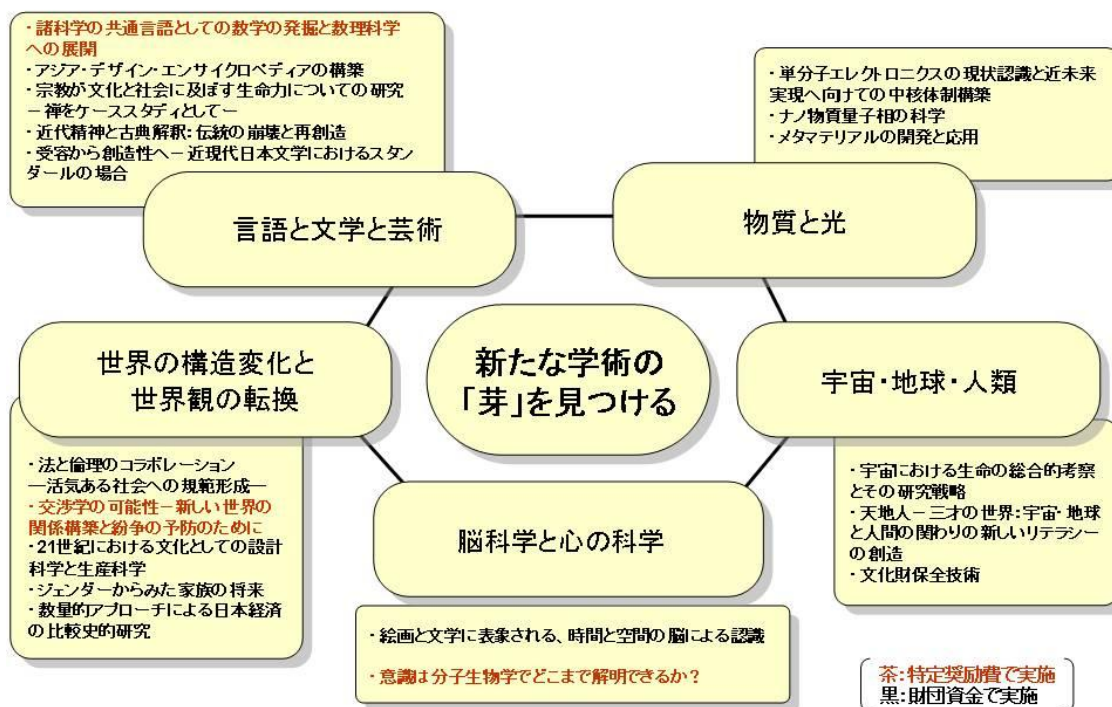 ・諸科学の共通言語としての数学の発掘と数理科学
への展開
・アジア・デザイン・エンサイクロペディアの構築
・宗教が文化と社会に及ぼす生命力についての研究
－禅をケーススタディとして－
・近代精神と古典解釈：伝統の崩壊と再創造
・受容から創造性へ－近現代日本文学におけるスタン
ダールの場合
言語と文学と芸術
・単分子エレクトロニクスの現状認識と近未来
実現へ向けての中核体制構築
・ナノ物質量子相の科学
・メタマテリアルの開発と応用
物質と光
世界の構造変化と
世界観の転換
新たな学術の
「芽」を見つける
宇宙・地球・人類
・法と倫理のコラボレーション
―活気ある社会への規範形成―
・交渉学の可能性－新しい世界の
関係構築と紛争の予防のために
・21世紀における文化としての設計
科学と生産科学
・ジェンダーからみた家族の将来
・数量的アプローチによる日本経済
の比較史的研究
脳科学と心の科学
・絵画と文学に表象される、時間と空間の脳による認識
・意識は分子生物学でどこまで解明できるか？
・宇宙における生命の総合的考察
とその研究戦略
・天地人－三才の世界：宇宙・地球
と人間の関わりの新しいリテラシー
の創造
・文化財保全技術
茶：特定奨励費で実施
黒：財団資金で実施